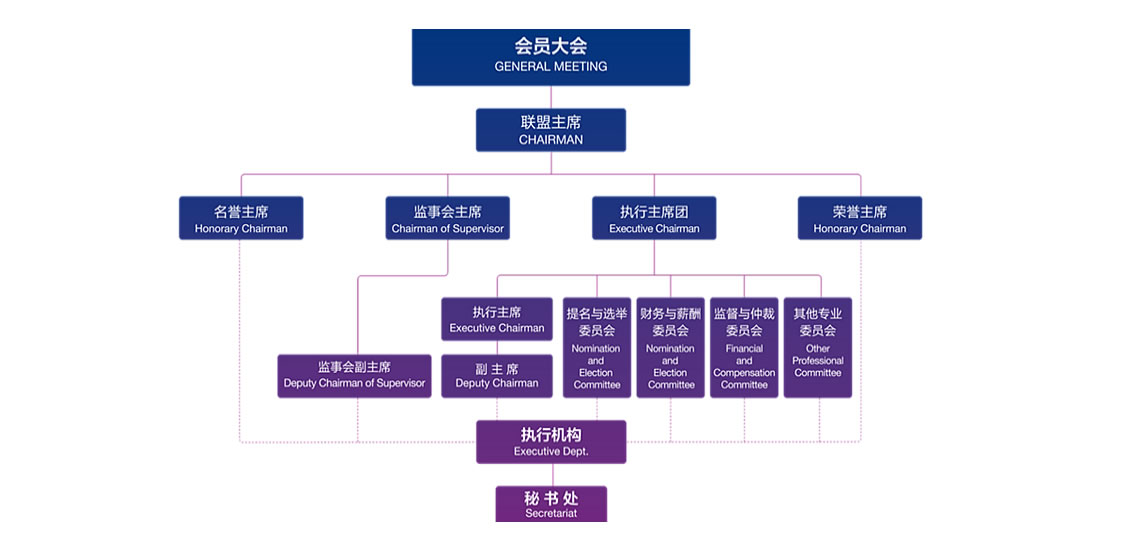 会员大会
GENERAL MEETING
联盟主席
CHAIRMAN
名誉主席
Honorary Chairman
监事会主席
Chairman of Supervisor
执行主席团
Executive Chairman
荣誉主席
Honorary Chairman
执行主席
Executive Chairman
提名与选举
委员会
Nomination
and
Election
Committee
财务与薪酬
委员会
Nomination
and
Election
Committee
监督与仲裁
委员会
Financial
and
Compensation
Committee
其他专业
委员会
Other
Professional
Committee
监事会副主席
Deputy Chairman of Supervisor
副 主 席
Deputy Chairman
执行机构
Executive Dept.
秘 书 处
Secretariat